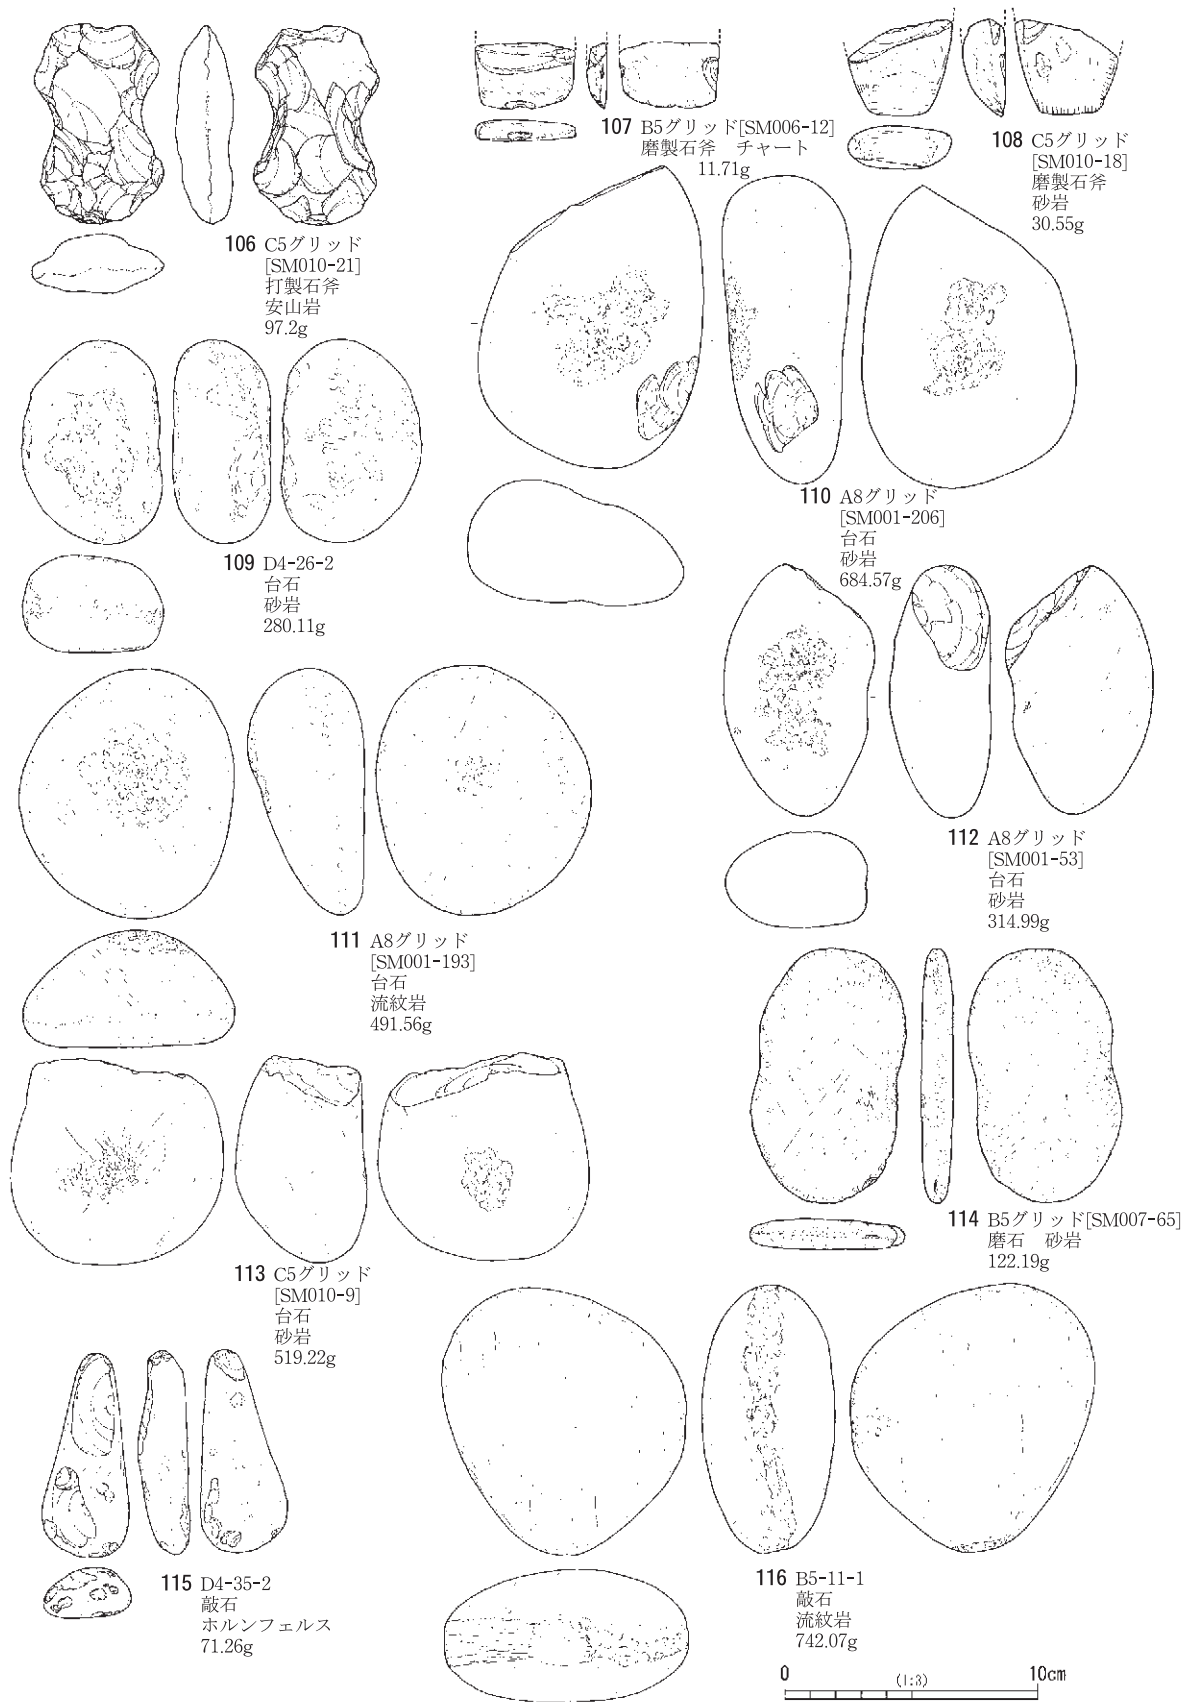 106 C5グリッド
[SM010-21]
打製石斧
安山岩
97.2g
107 B5グリッド[SM006-12]
磨製石斧　チャート
11.71g
108 C5グリッド
[SM010-18]
磨製石斧
砂岩
30.55g
109 D4-26-2
台石
砂岩
280.11g
110 A8グリッド
[SM001-206]
台石
砂岩
684.57g
111 A8グリッド
[SM001-193]
台石
流紋岩
491.56g
112 A8グリッド
[SM001-53]
台石
砂岩
314.99g
113 C5グリッド
[SM010-9]
台石
砂岩
519.22g
114 B5グリッド[SM007-65]
磨石　砂岩
122.19g
115 D4-35-2
敲石
ホルンフェルス
71.26g
116 B5-11-1
敲石
流紋岩
742.07g
0 (1:3) 10cm